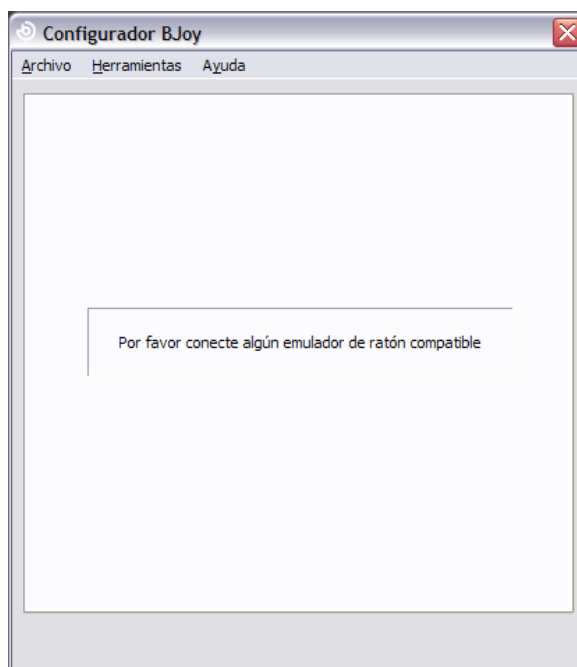 Configurador BJoy
Archivo Herramientas Ayuda
Por favor conecte algún emulador de ratón compatible